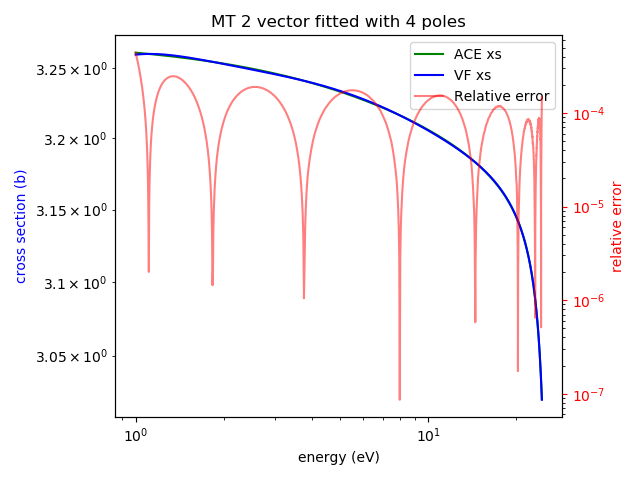 MT 2 vector fitted with 4 poles
ACE xs
VF xs
Relative error
3.25 × 10⁰
3.2 × 10⁰
3.15 × 10⁰
3.1 × 10⁰
3.05 × 10⁰
cross section (b)
10⁻⁴
10⁻⁵
10⁻⁶
10⁻⁷
relative error
10⁰
10¹
energy (eV)